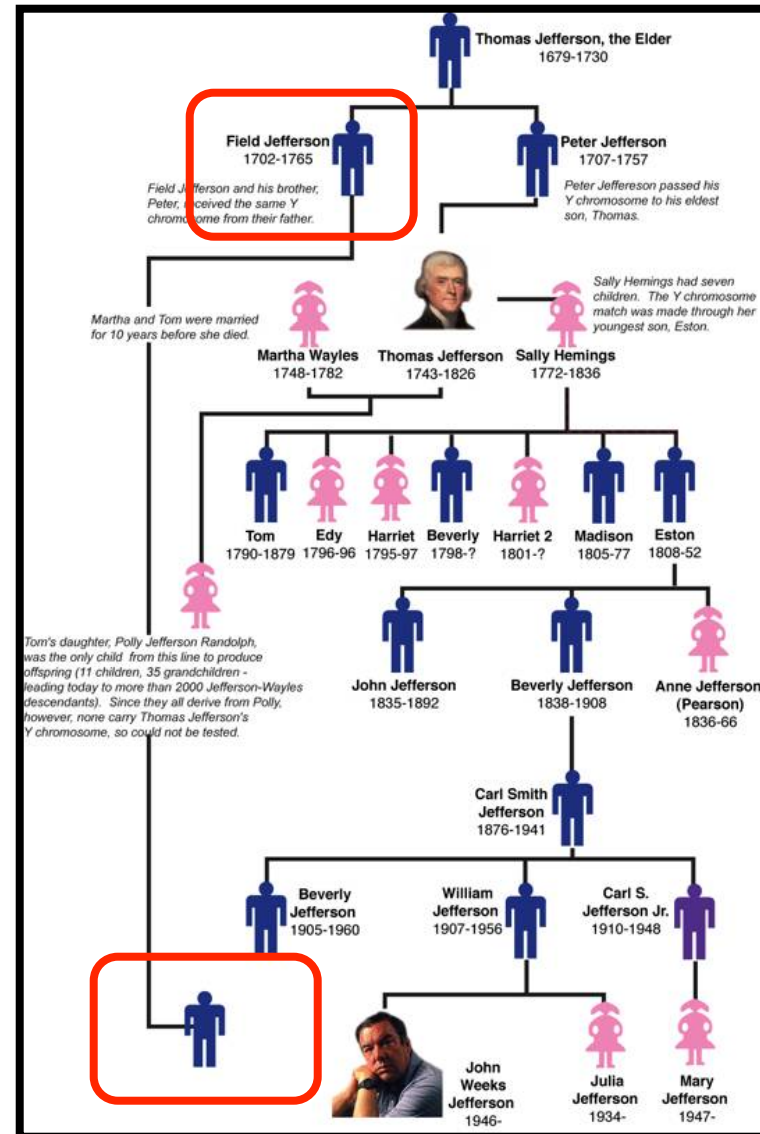 Thomas Jefferson, the Elder
1679-1730
Field Jefferson
1702-1765
Peter Jefferson
1707-1757
Field Jefferson and his brother,
Peter, received the same Y
chromosome from their father.
Peter Jeffereson passed his
Y chromosome to his eldest
son, Thomas.
Sally Hemings had seven
children. The Y chromosome
match was made through her
youngest son, Eston.
Martha and Tom were married
for 10 years before she died.
Martha Wayles
1748-1782
Thomas Jefferson
1743-1826
Sally Hemings
1772-1836
Tom
1790-1879
Edy
1796-96
Harriet
1795-97
Beverly
1798-?
Harriet 2
1801-?
Madison
1805-77
Eston
1808-52
Tom's daughter, Polly Jefferson Randolph,
was the only child from this line to produce
offspring (11 children, 35 grandchildren -
leading today to more than 2000 Jefferson-Wayles
descendants). Since they all derive from Polly,
however, none carry Thomas Jefferson's
Y chromosome, so could not be tested.
John Jefferson
1835-1892
Beverly Jefferson
1838-1908
Anne Jefferson
(Pearson)
1836-66
Carl Smith
Jefferson
1876-1941
Beverly
Jefferson
1905-1960
William
Jefferson
1907-1956
Carl S.
Jefferson Jr.
1910-1948
John
Weeks
Jefferson
1946-
Julia
Jefferson
1934-
Mary
Jefferson
1947-